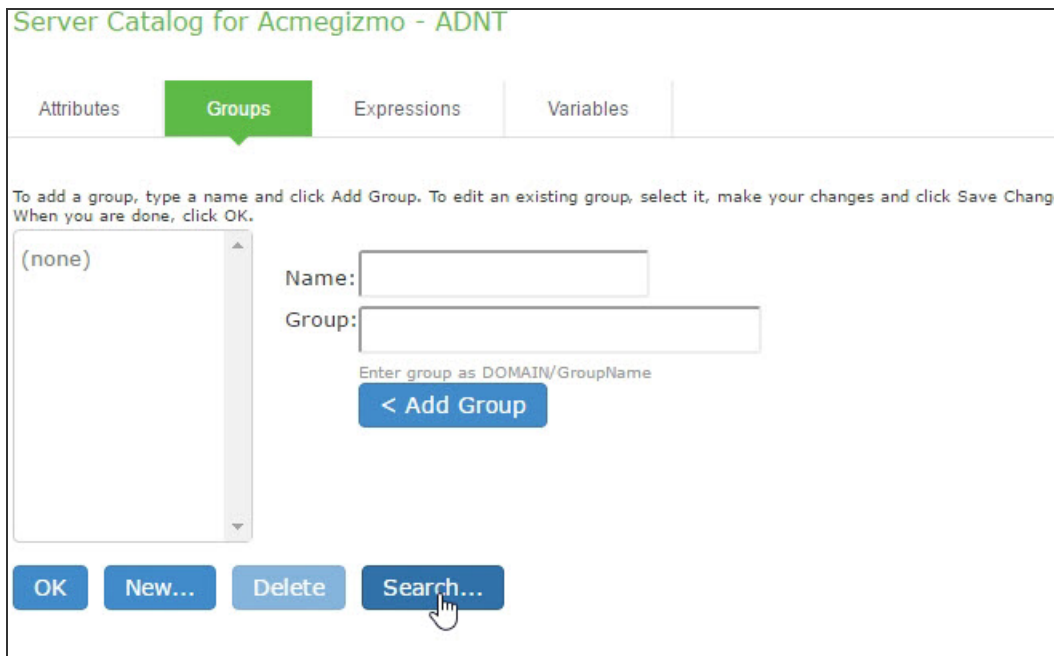 Server Catalog for Acmegizmo - ADNT
Attributes Groups Expressions Variables
To add a group, type a name and click Add Group. To edit an existing group, select it, make your changes and click Save Chang
When you are done, click OK.
(none)
Name:
Group:
Enter group as DOMAIN/GroupName
< Add Group
OK New... Delete Search...